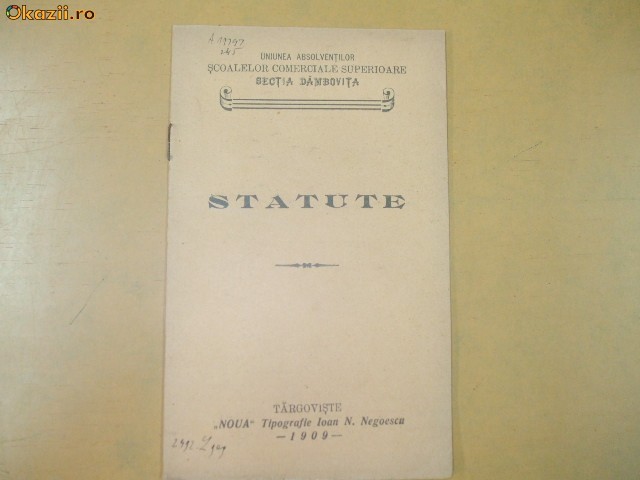 Okazii.ro
UNIUNEA ABSOLVENȚILOR
ȘCOALELOR COMERCIALE SUPERIOARE
SECȚIA DÂMBOVIȚA
STATUTE
TÂRGOVIȘTE
„NOUA“ Tipografie Ioan N. Negoescu
—1909—